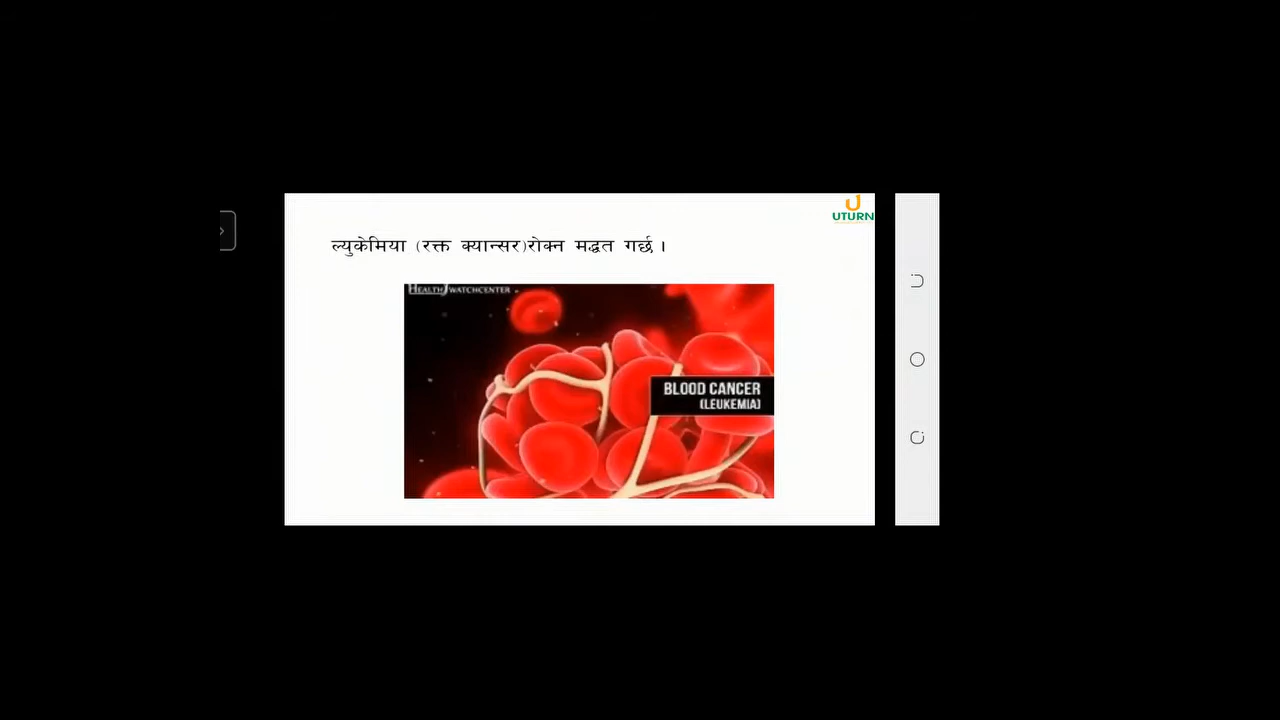 UTURN
ल्युकेमिया (रक्त क्यान्सर)रोक्न मद्धत गर्छ ।
HEALTH WATCHCENTER
BLOOD CANCER
(LEUKEMIA)